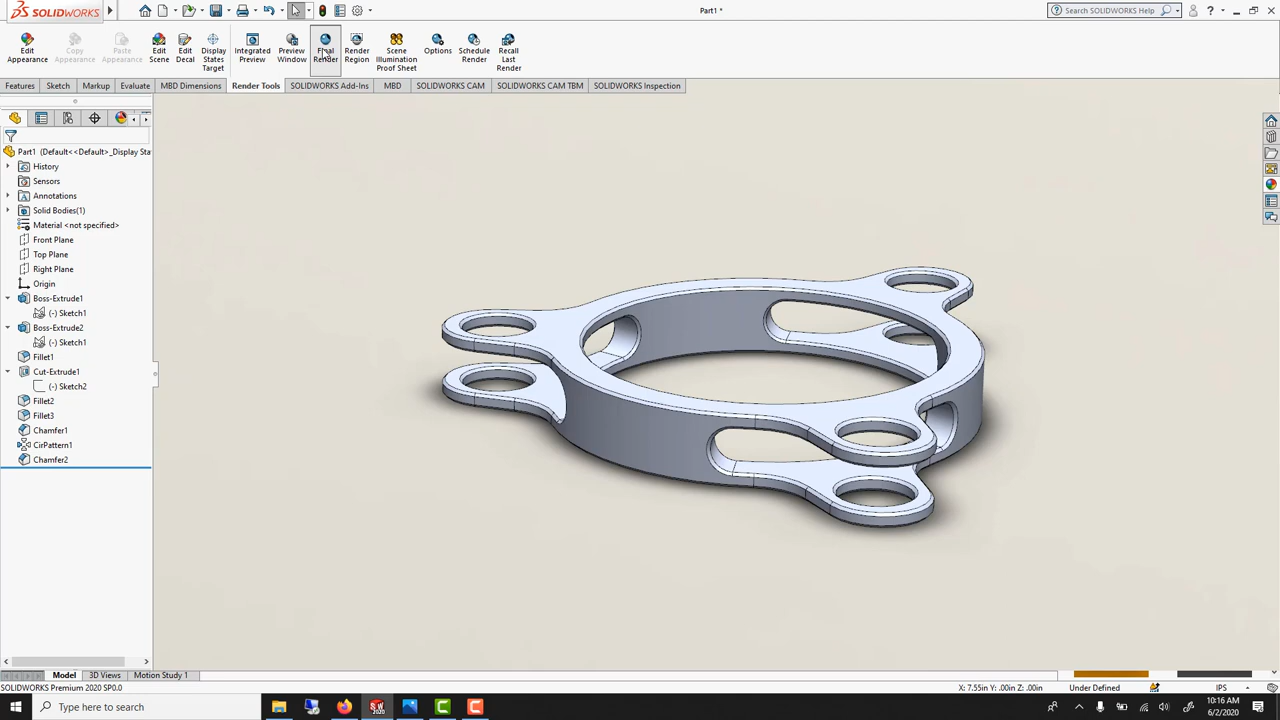 SOLIDWORKS
Part1 *
Search SOLIDWORKS Help
Edit Appearance
Copy Appearance
Paste Appearance
Edit Scene
Edit Decal
Display States Target
Integrated Preview
Preview Window
Final Render
Render Region
Scene Illumination Proof Sheet
Options
Schedule Render
Recall Last Render
Features
Sketch
Markup
Evaluate
MBD Dimensions
Render Tools
SOLIDWORKS Add-Ins
MBD
SOLIDWORKS CAM
SOLIDWORKS CAM TBM
SOLIDWORKS Inspection
Part1 (Default<<Default>_Display Sta
History
Sensors
Annotations
Solid Bodies(1)
Material <not specified>
Front Plane
Top Plane
Right Plane
Origin
Boss-Extrude1
(-) Sketch1
Boss-Extrude2
(-) Sketch1
Fillet1
Cut-Extrude1
(-) Sketch2
Fillet2
Fillet3
Chamfer1
CirPattern1
Chamfer2
Model
3D Views
Motion Study 1
SOLIDWORKS Premium 2020 SP0.0
X: 7.55in Y: .00in Z: .00in
Under Defined
IPS
Type here to search
10:16 AM
6/2/2020